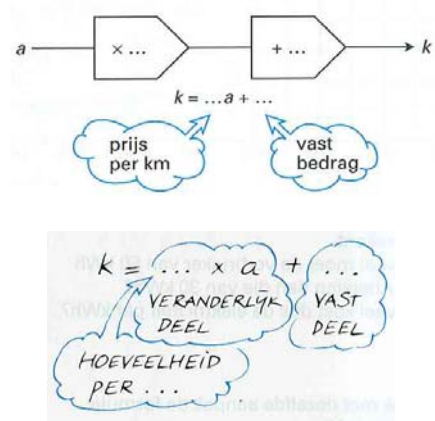 a × ... + ... k
k = ...a + ...
prijs
per km
vast
bedrag
k = ... × a + ...
VERANDERLIJK
DEEL
VAST
DEEL
HOEVEELHEID
PER ...